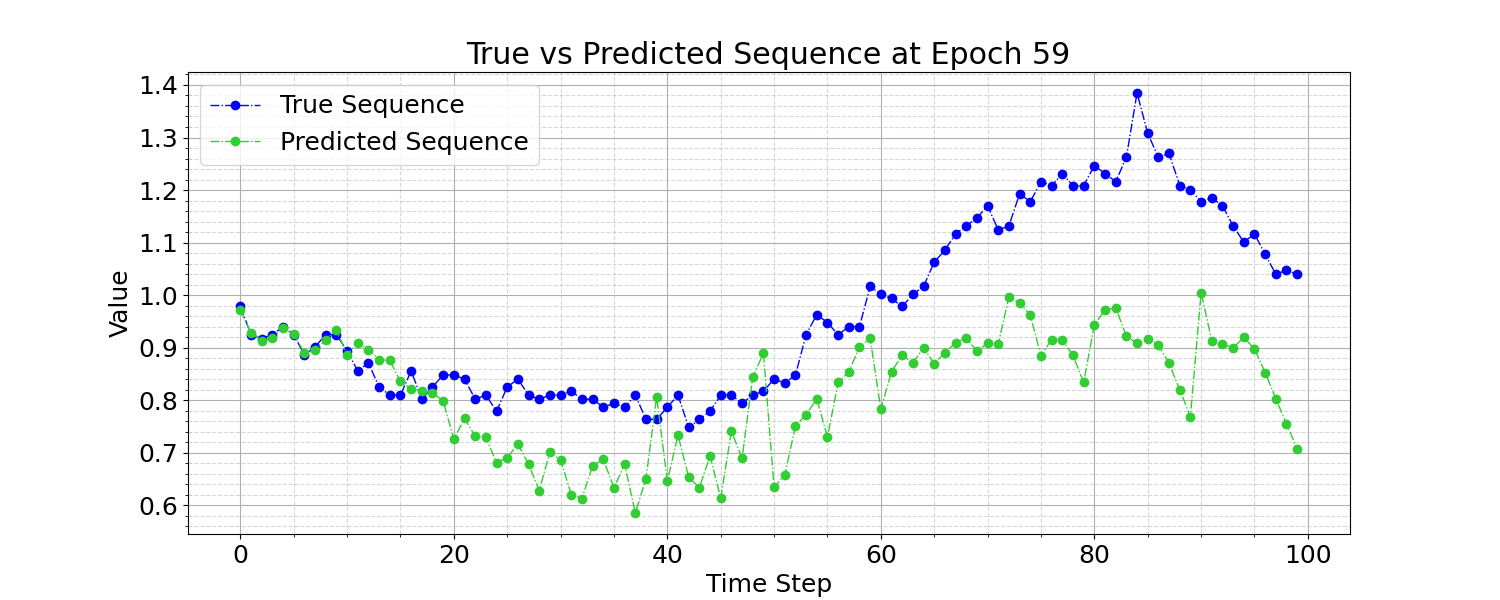 True vs Predicted Sequence at Epoch 59
1.4
1.3
1.2
1.1
1.0
0.9
0.8
0.7
0.6
Value
True Sequence
Predicted Sequence
0 20 40 60 80 100
Time Step